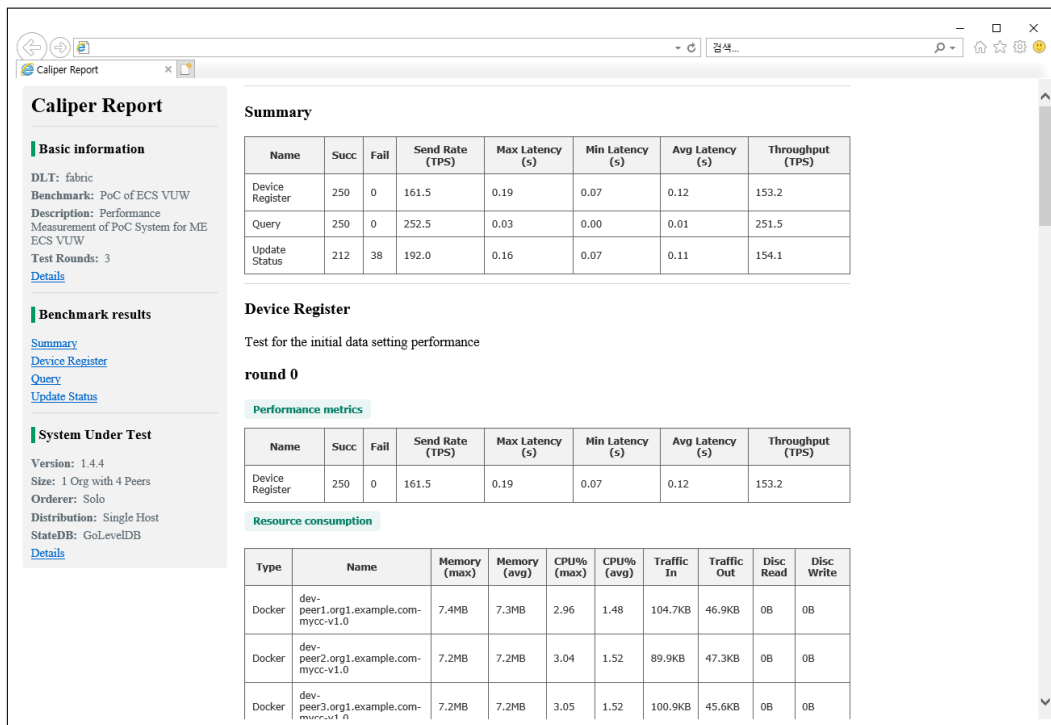 검색...
Caliper Report
Caliper Report
Basic information
DLT: fabric
Benchmark: PoC of ECS VUW
Description: Performance
Measurement of PoC System for ME
ECS VUW
Test Rounds: 3
Details
Benchmark results
Summary
Device Register
Query
Update Status
System Under Test
Version: 1.4.4
Size: 1 Org with 4 Peers
Orderer: Solo
Distribution: Single Host
StateDB: GoLevelDB
Details
Summary
Name Succ Fail Send Rate (TPS) Max Latency (s) Min Latency (s) Avg Latency (s) Throughput (TPS)
Device Register 250 0 161.5 0.19 0.07 0.12 153.2
Query 250 0 252.5 0.03 0.00 0.01 251.5
Update Status 212 38 192.0 0.16 0.07 0.11 154.1
Device Register
Test for the initial data setting performance
round 0
Performance metrics
Name Succ Fail Send Rate (TPS) Max Latency (s) Min Latency (s) Avg Latency (s) Throughput (TPS)
Device Register 250 0 161.5 0.19 0.07 0.12 153.2
Resource consumption
Type Name Memory (max) Memory (avg) CPU% (max) CPU% (avg) Traffic In Traffic Out Disc Read Disc Write
Docker dev-peer1.org1.example.com-mycc-v1.0 7.4MB 7.3MB 2.96 1.48 104.7KB 46.9KB 0B 0B
Docker dev-peer2.org1.example.com-mycc-v1.0 7.2MB 7.2MB 3.04 1.52 89.9KB 47.3KB 0B 0B
Docker dev-peer3.org1.example.com-mycc-v1.0 7.2MB 7.2MB 3.05 1.52 100.9KB 45.6KB 0B 0B